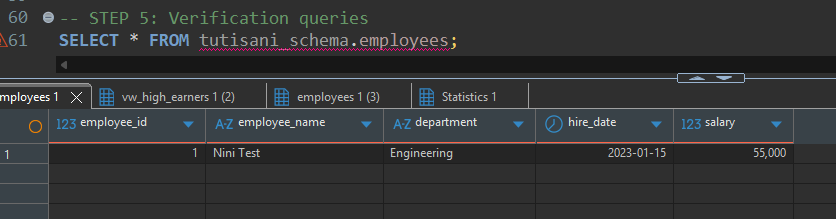 60 -- STEP 5: Verification queries
61 SELECT * FROM tutisani_schema.employees;
mployees 1 vw_high_earners 1 (2) employees 1 (3) Statistics 1
123 employee_id A-Z employee_name A-Z department hire_date 123 salary
1 1 Nini Test Engineering 2023-01-15 55,000